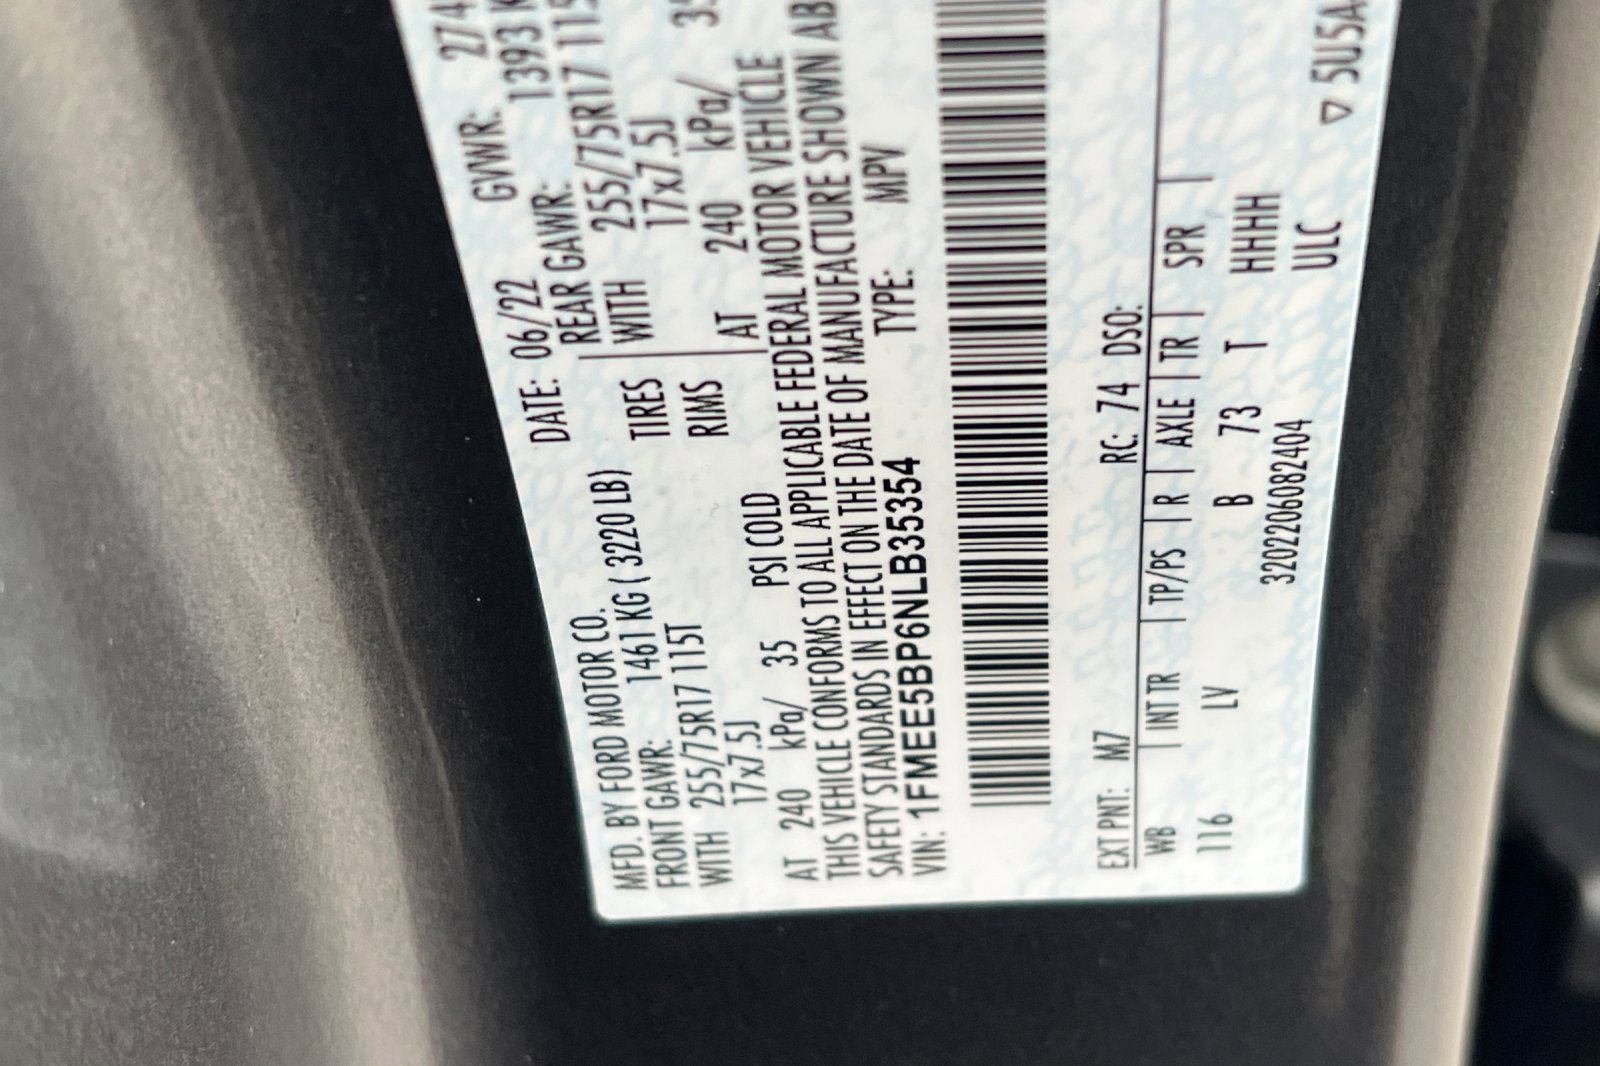 MFD. BY FORD MOTOR CO. DATE: 06/22 GVWR: 274
FRONT GAWR: 1461 KG ( 3220 LB) REAR GAWR: 1393 K
WITH 255/75R17 115T TIRES WITH 255/75R17 115
17x7.5J RIMS 17x7.5J
AT 240 kPa/ 35 PSI COLD AT 240 kPa/ 35
THIS VEHICLE CONFORMS TO ALL APPLICABLE FEDERAL MOTOR VEHICLE
SAFETY STANDARDS IN EFFECT ON THE DATE OF MANUFACTURE SHOWN AB
VIN: 1FMEE5BP6NLB35354 TYPE: MPV
EXT PNT: M7 RC: 74 DSO:
WB INT TR TP/PS R AXLE TR SPR
116 LV B 73 T HHHH
3202206082404 ULC
▽ 5U5A